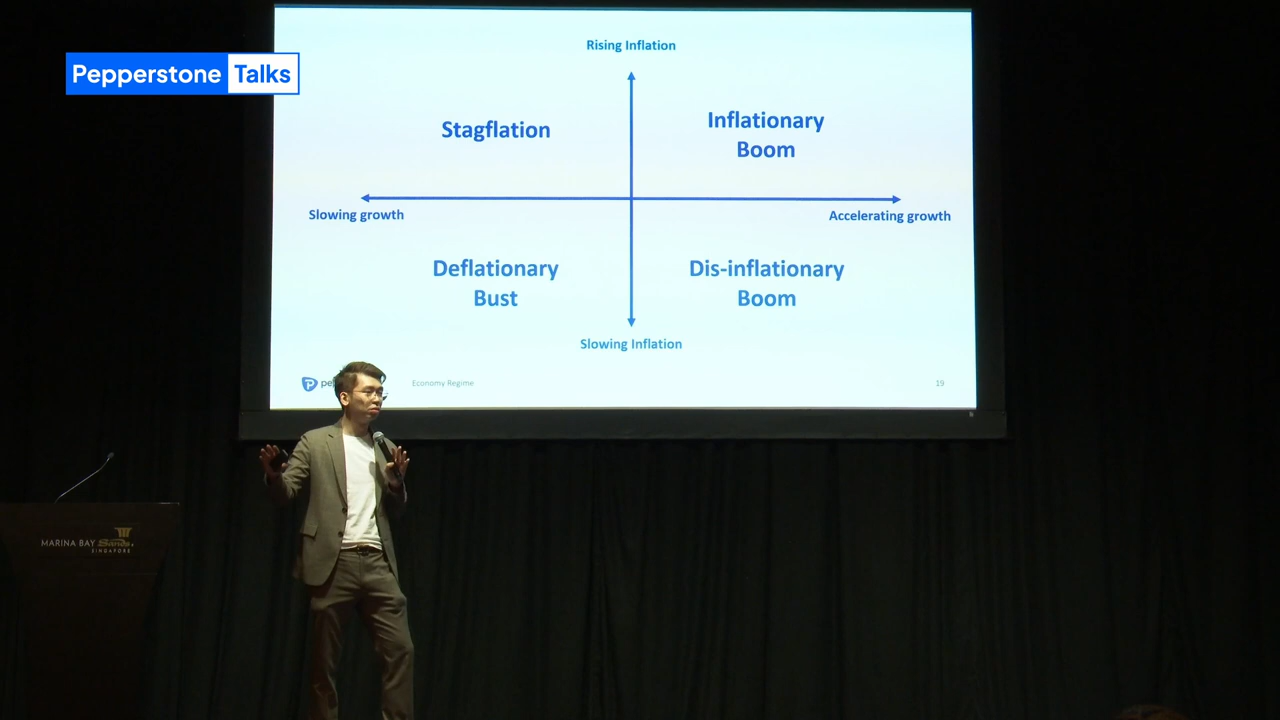 Pepperstone Talks
Rising Inflation
Stagflation
Inflationary
Boom
Slowing growth
Accelerating growth
Deflationary
Bust
Dis-inflationary
Boom
Slowing Inflation
Economy Regime
19
MARINA BAY Sands
SINGAPORE